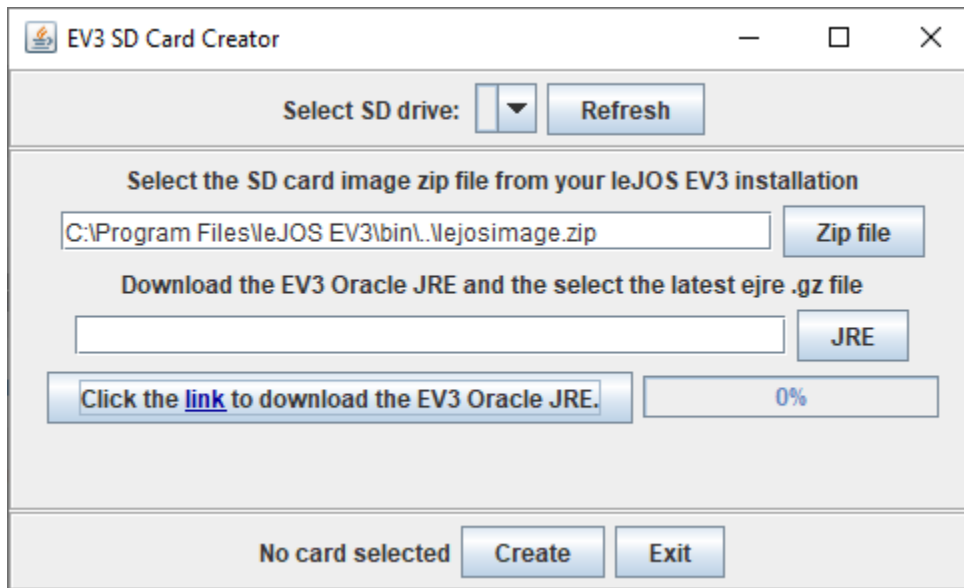 EV3 SD Card Creator
Select SD drive: Refresh
Select the SD card image zip file from your leJOS EV3 installation
C:\Program Files\leJOS EV3\bin\..\lejosimage.zip Zip file
Download the EV3 Oracle JRE and the select the latest ejre .gz file
JRE
Click the link to download the EV3 Oracle JRE. 0%
No card selected Create Exit